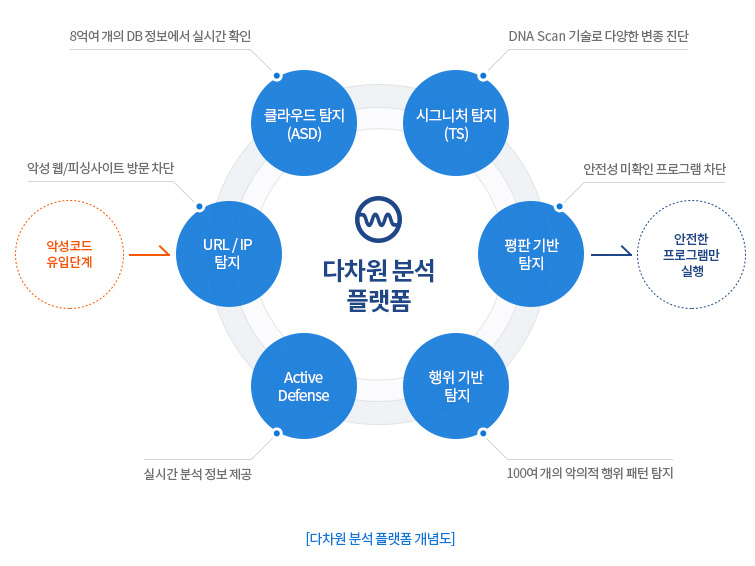 8억여 개의 DB 정보에서 실시간 확인
DNA Scan 기술로 다양한 변종 진단
클라우드 탐지
(ASD)
시그니처 탐지
(TS)
악성 웹/피싱사이트 방문 차단
안전성 미확인 프로그램 차단
악성코드
유입단계
URL / IP
탐지
다차원 분석
플랫폼
평판 기반
탐지
안전한
프로그램만
실행
Active
Defense
행위 기반
탐지
실시간 분석 정보 제공
100여 개의 악의적 행위 패턴 탐지
[다차원 분석 플랫폼 개념도]